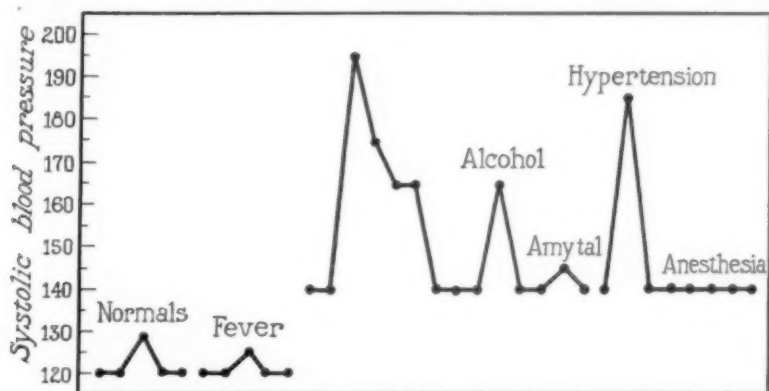 Systolic blood pressure
200
190
180
170
160
150
140
130
120
Normals
Fever
Alcohol
Amytal
Hypertension
Anesthesia